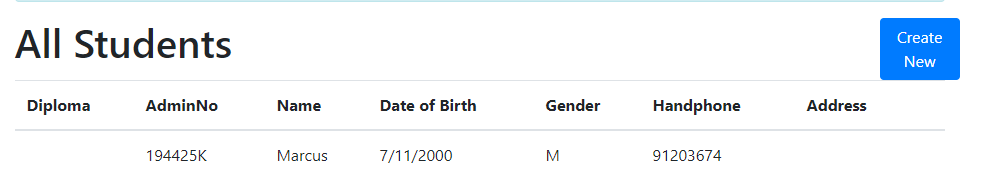 All Students
Create
New
Diploma AdminNo Name Date of Birth Gender Handphone Address
194425K Marcus 7/11/2000 M 91203674